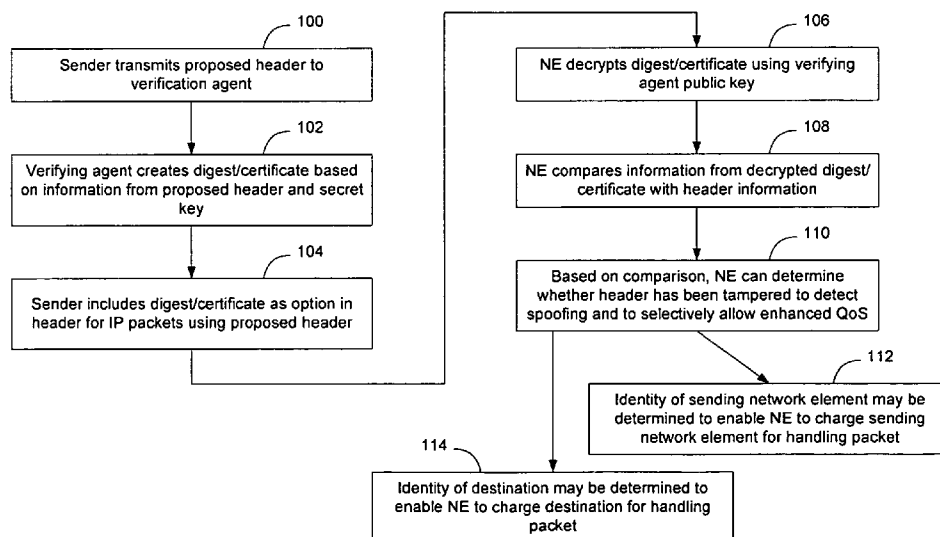 100
Sender transmits proposed header to
verification agent
102
Verifying agent creates digest/certificate based
on information from proposed header and secret
key
104
Sender includes digest/certificate as option in
header for IP packets using proposed header
106
NE decrypts digest/certificate using verifying
agent public key
108
NE compares information from decrypted digest/
certificate with header information
110
Based on comparison, NE can determine
whether header has been tampered to detect
spoofing and to selectively allow enhanced QoS
112
Identity of sending network element may be
determined to enable NE to charge sending
network element for handling packet
114
Identity of destination may be determined to
enable NE to charge destination for handling
packet